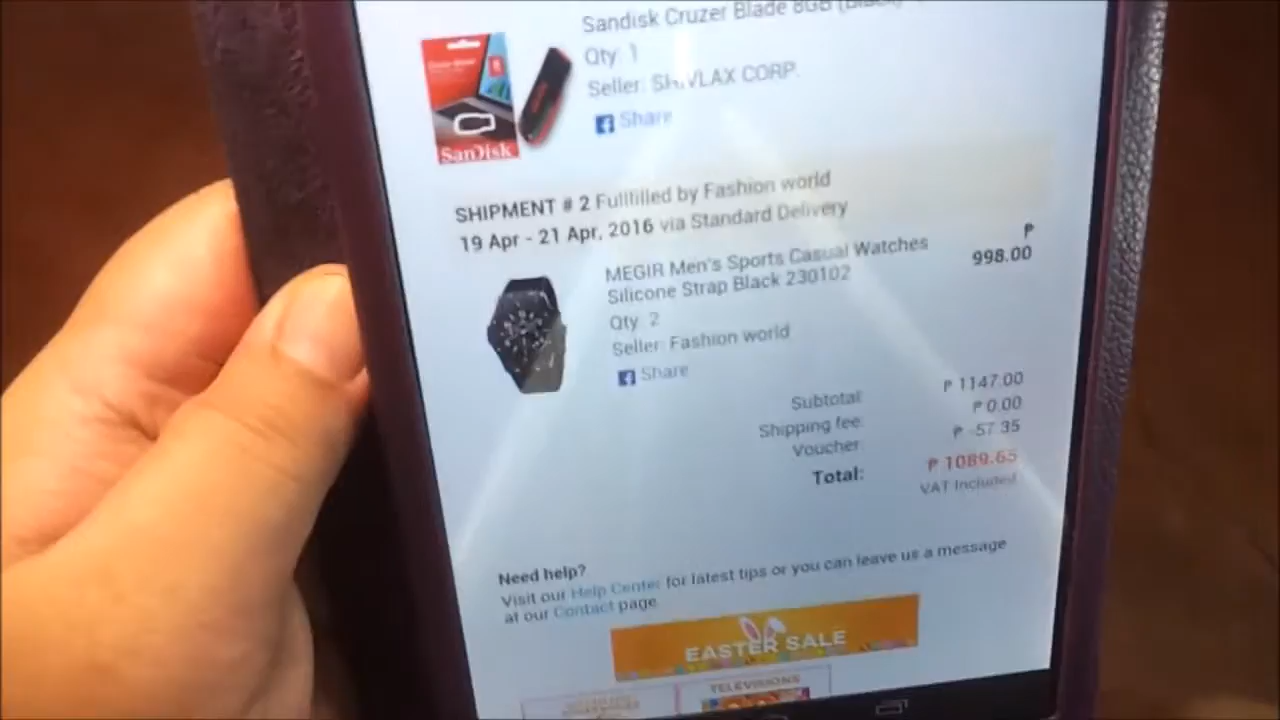 Sandisk Cruzer Blade 8GB (Black)
Qty: 1
Seller: SHIVLAX CORP.
Share
SanDisk
SHIPMENT # 2 Fullfilled by Fashion world
19 Apr - 21 Apr, 2016 via Standard Delivery
MEGIR Men's Sports Casual Watches
Silicone Strap Black 230102
₱
998.00
Qty: 2
Seller: Fashion world
Share
Subtotal: ₱ 1147.00
Shipping fee: ₱ 0.00
Voucher: ₱ -57.35
Total: ₱ 1089.65
VAT Included
Need help?
Visit our Help Center for latest tips or you can leave us a message
at our Contact page
EASTER SALE
TELEVISIONS